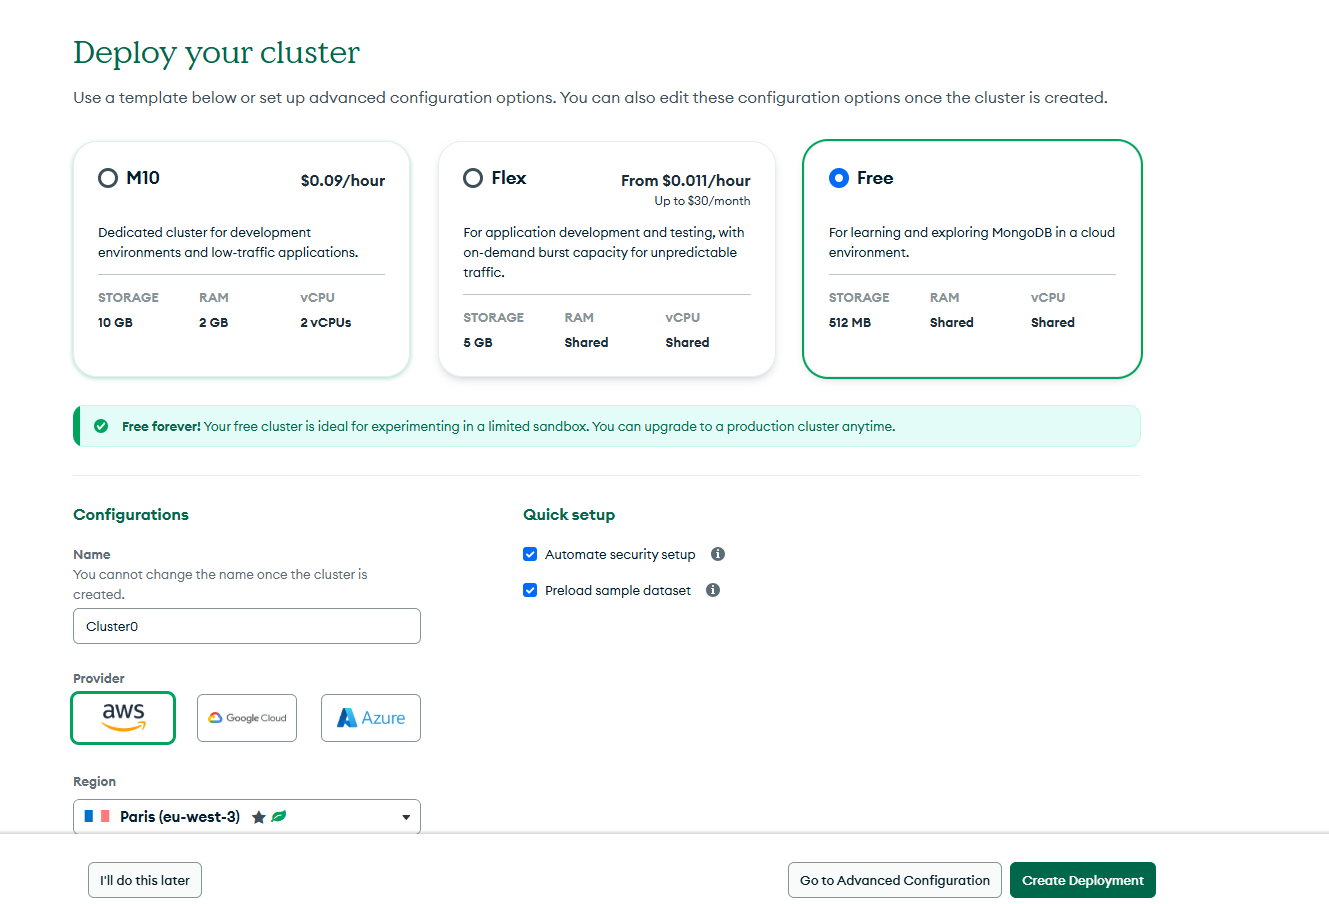 Deploy your cluster
Use a template below or set up advanced configuration options. You can also edit these configuration options once the cluster is created.
M10
$0.09/hour
Dedicated cluster for development
environments and low-traffic applications.
STORAGE RAM vCPU
10 GB 2 GB 2 vCPUs
Flex
From $0.011/hour
Up to $30/month
For application development and testing, with
on-demand burst capacity for unpredictable
traffic.
STORAGE RAM vCPU
5 GB Shared Shared
Free
For learning and exploring MongoDB in a cloud
environment.
STORAGE RAM vCPU
512 MB Shared Shared
Free forever! Your free cluster is ideal for experimenting in a limited sandbox. You can upgrade to a production cluster anytime.
Configurations
Name
You cannot change the name once the cluster is
created.
Cluster0
Provider
aws Google Cloud Azure
Region
Paris (eu-west-3)
Quick setup
Automate security setup
Preload sample dataset
I'll do this later
Go to Advanced Configuration
Create Deployment